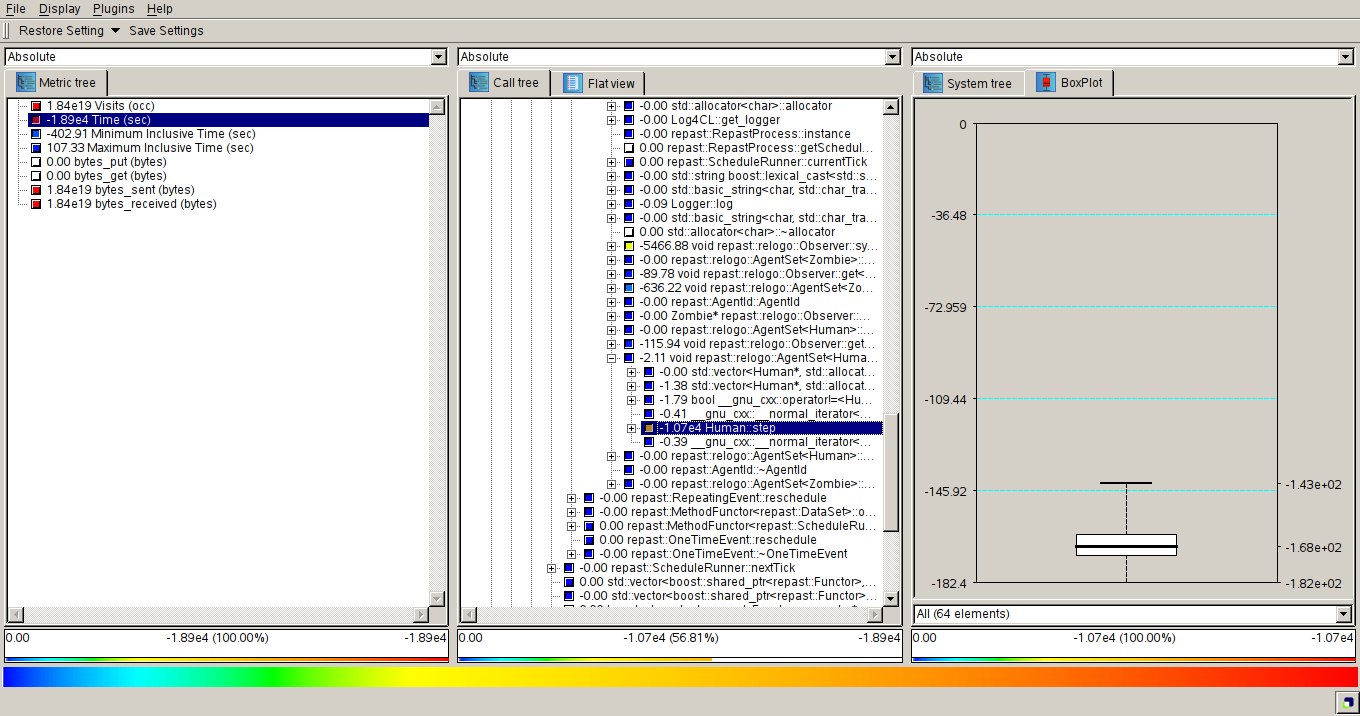 File Display Plugins Help
Restore Setting Save Settings
Absolute
Absolute
Absolute
Metric tree
Call tree
Flat view
System tree
BoxPlot
1.84e19 Visits (occ)
-1.89e4 Time (sec)
-402.91 Minimum Inclusive Time (sec)
107.33 Maximum Inclusive Time (sec)
0.00 bytes_put (bytes)
0.00 bytes_get (bytes)
1.84e19 bytes_sent (bytes)
1.84e19 bytes_received (bytes)
0.00 -1.89e4 (100.00%) -1.89e4
-0.00 std::allocator<char>::allocator
-0.00 Log4CL::get_logger
-0.00 repast::RepastProcess::instance
0.00 repast::RepastProcess::getSchedul...
0.00 repast::ScheduleRunner::currentTick
-0.00 std::string boost::lexical_cast<std::s...
-0.00 std::basic_string<char, std::char_tra...
-0.09 Logger::log
-0.00 std::basic_string<char, std::char_tra...
0.00 std::allocator<char>::~allocator
-5466.88 void repast::relogo::Observer::sy...
-0.00 repast::relogo::AgentSet<Zombie>::...
-89.78 void repast::relogo::Observer::get<...
-636.22 void repast::relogo::AgentSet<Zo...
-0.00 repast::AgentId::AgentId
-0.00 Zombie* repast::relogo::Observer::...
-0.00 repast::relogo::AgentSet<Human>::...
-115.94 void repast::relogo::Observer::get...
-2.11 void repast::relogo::AgentSet<Huma...
-0.00 std::vector<Human*, std::allocat...
-1.38 std::vector<Human*, std::allocat...
-1.79 bool __gnu_cxx::operator!=<Hu...
-0.41 __gnu_cxx::__normal_iterator<...
-1.07e4 Human::step
-0.39 __gnu_cxx::__normal_iterator<...
-0.00 repast::relogo::AgentSet<Human>::...
-0.00 repast::AgentId::~AgentId
-0.00 repast::relogo::AgentSet<Zombie>::...
-0.00 repast::RepeatingEvent::reschedule
-0.00 repast::MethodFunctor<repast::DataSet>::o...
0.00 repast::MethodFunctor<repast::ScheduleRu...
0.00 repast::OneTimeEvent::reschedule
-0.00 repast::OneTimeEvent::~OneTimeEvent
-0.00 repast::ScheduleRunner::nextTick
0.00 std::vector<boost::shared_ptr<repast::Functor>,...
-0.00 std::vector<boost::shared_ptr<repast::Functor>...
0.00 -1.07e4 (56.81%) -1.89e4
0
-36.48
-72.959
-109.44
-145.92
-182.4
-1.43e+02
-1.68e+02
-1.82e+02
All (64 elements)
0.00 -1.07e4 (100.00%) -1.07e4